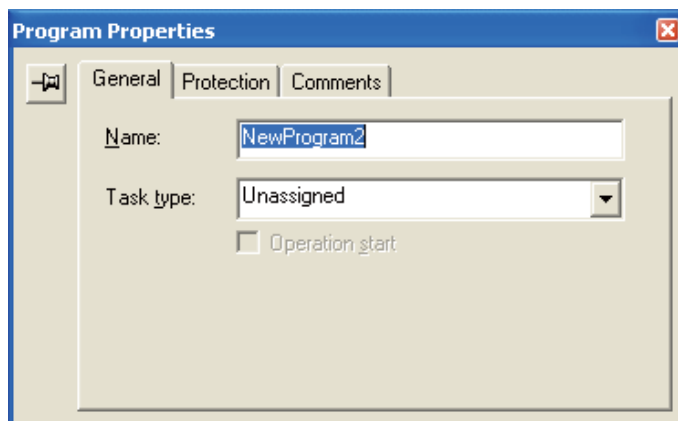 Program Properties
General Protection Comments
Name: NewProgram2
Task type: Unassigned
Operation start